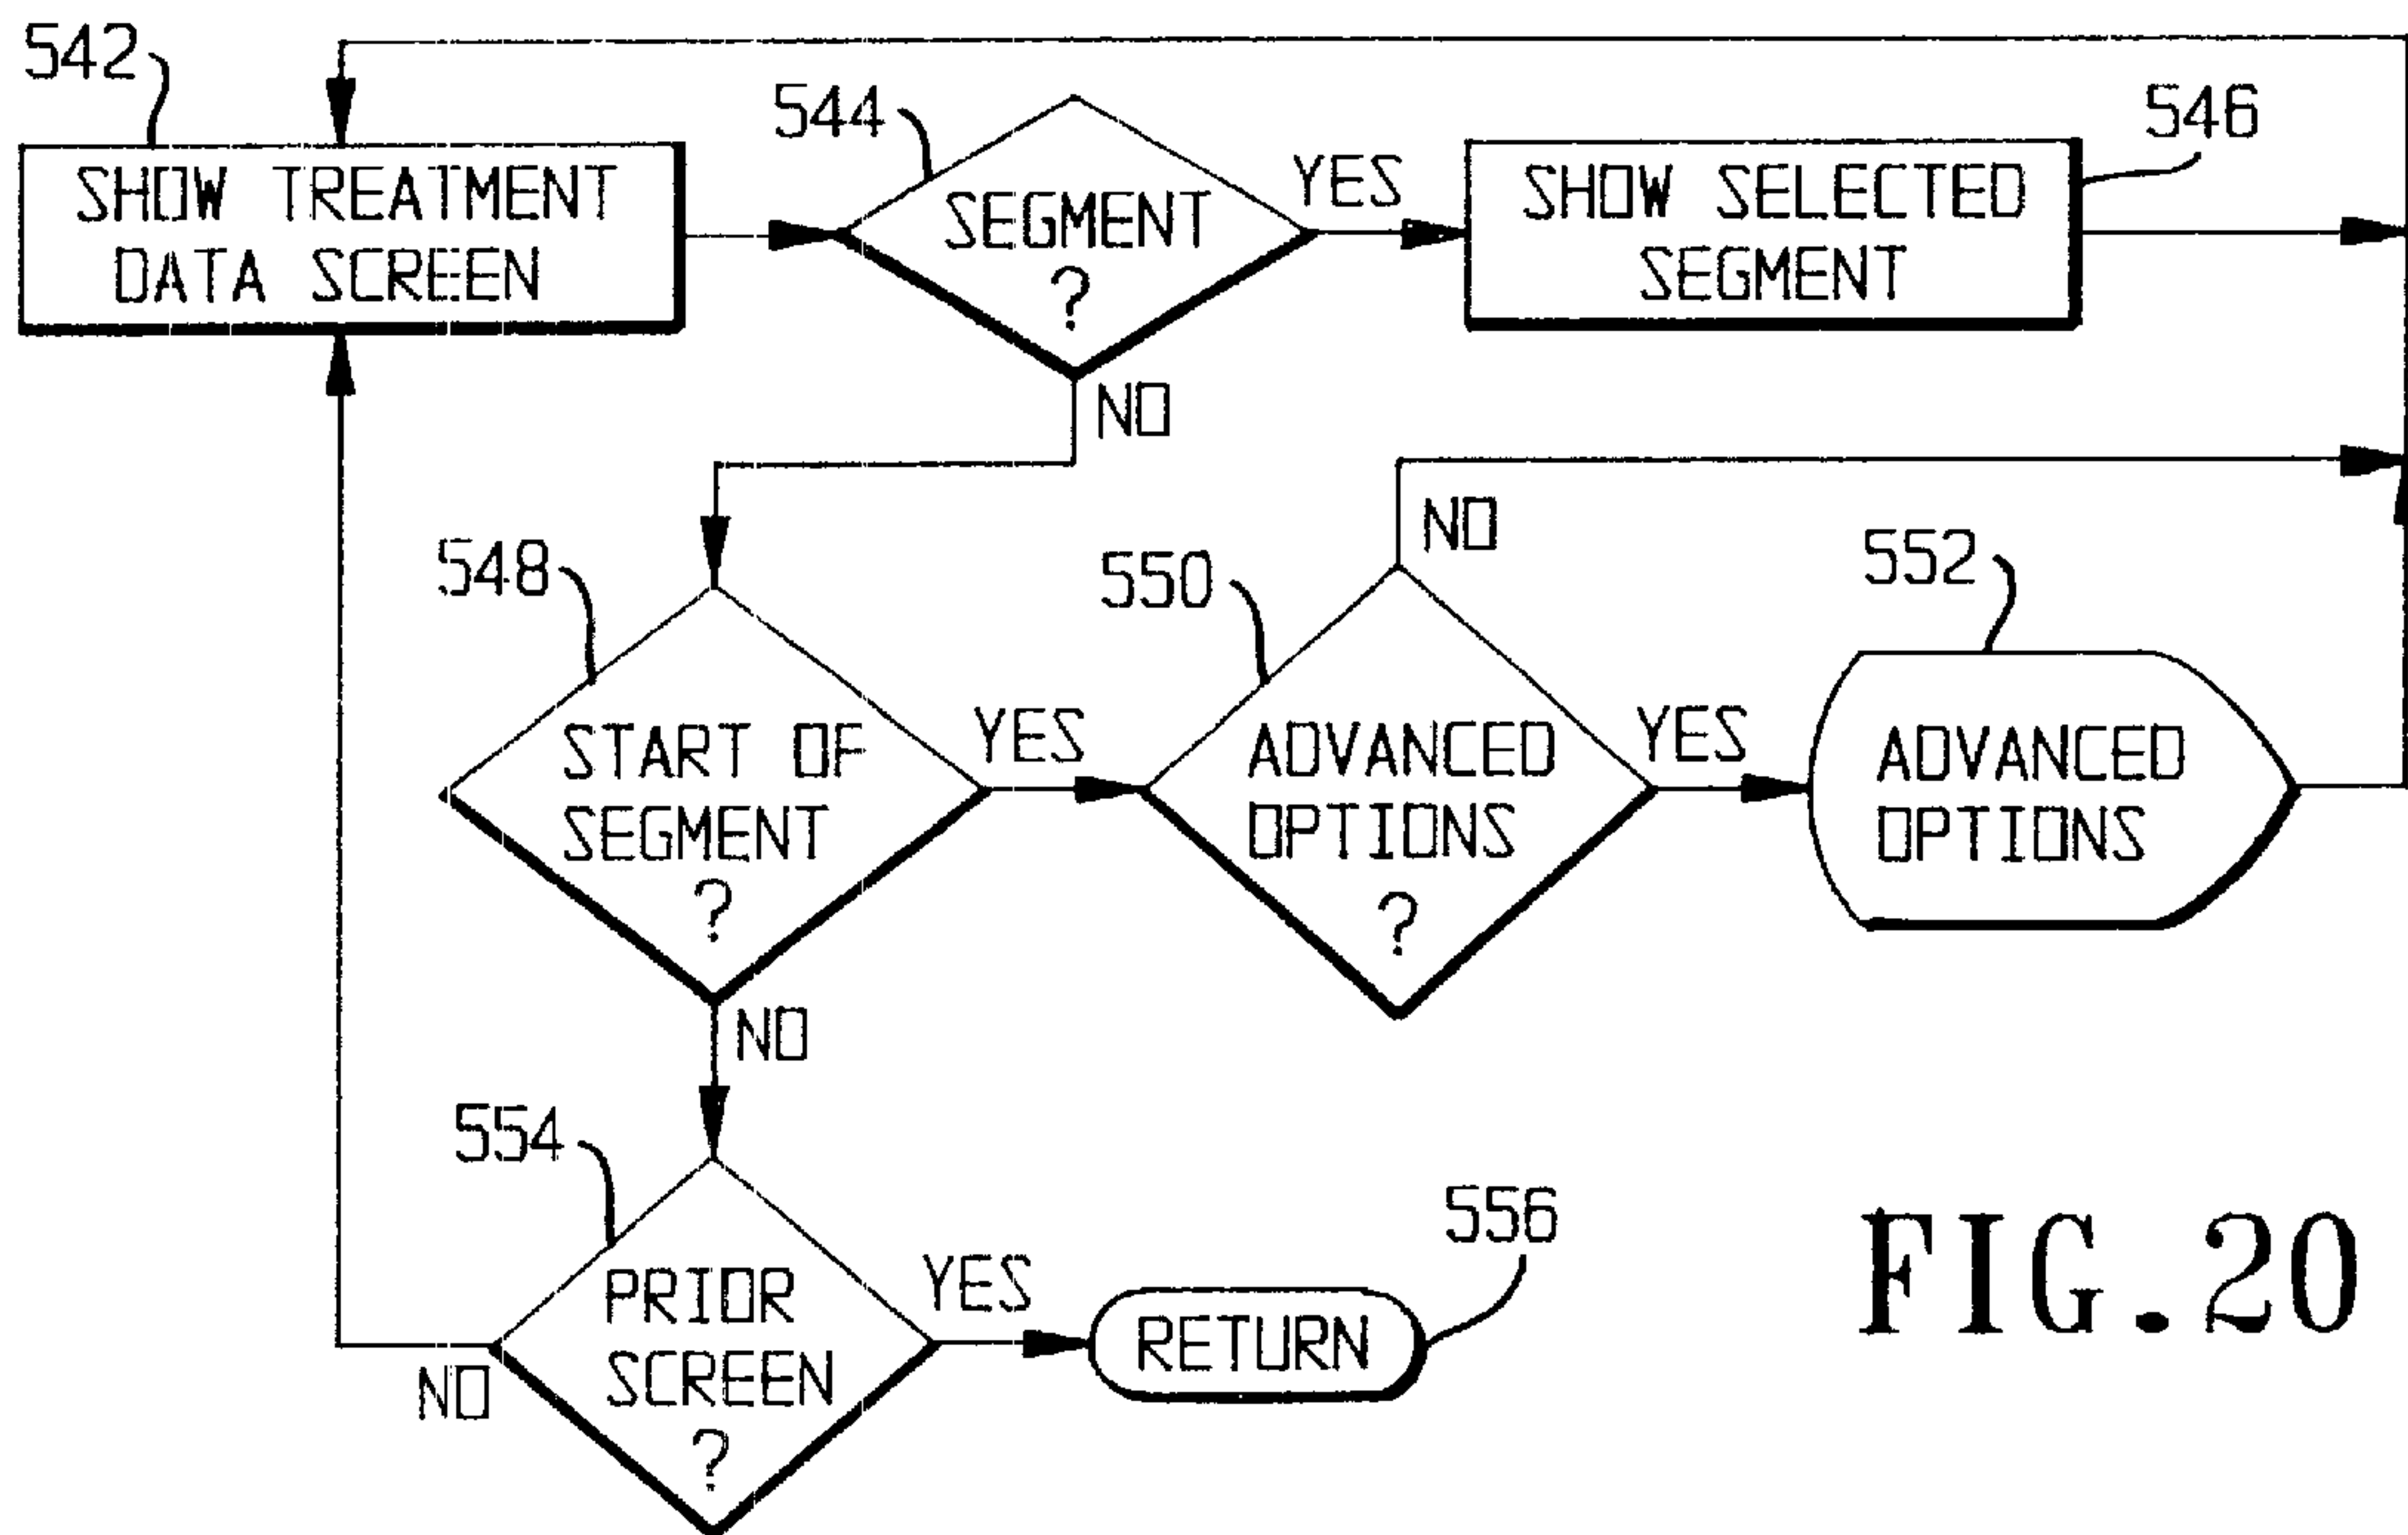 542
SHOW TREATMENT
DATA SCREEN
544
SEGMENT
?
YES
NO
546
SHOW SELECTED
SEGMENT
548
START OF
SEGMENT
?
YES
NO
550
ADVANCED
OPTIONS
?
NO
YES
552
ADVANCED
OPTIONS
554
PRIOR
SCREEN
?
NO
YES
556
RETURN
FIG.20